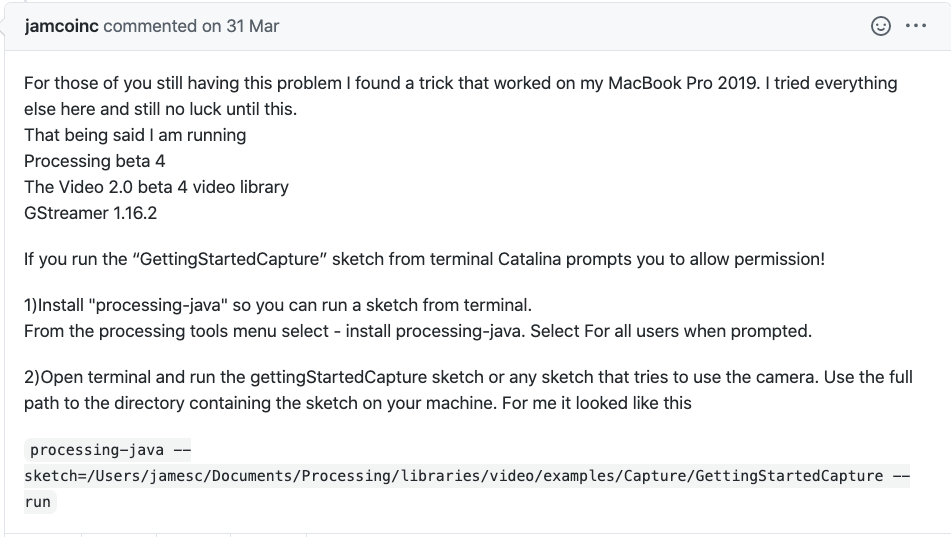 jamcoinc commented on 31 Mar
For those of you still having this problem I found a trick that worked on my MacBook Pro 2019. I tried everything
else here and still no luck until this.
That being said I am running
Processing beta 4
The Video 2.0 beta 4 video library
GStreamer 1.16.2
If you run the “GettingStartedCapture” sketch from terminal Catalina prompts you to allow permission!
1)Install "processing-java" so you can run a sketch from terminal.
From the processing tools menu select - install processing-java. Select For all users when prompted.
2)Open terminal and run the gettingStartedCapture sketch or any sketch that tries to use the camera. Use the full
path to the directory containing the sketch on your machine. For me it looked like this
processing-java --
sketch=/Users/jamesc/Documents/Processing/libraries/video/examples/Capture/GettingStartedCapture --
run